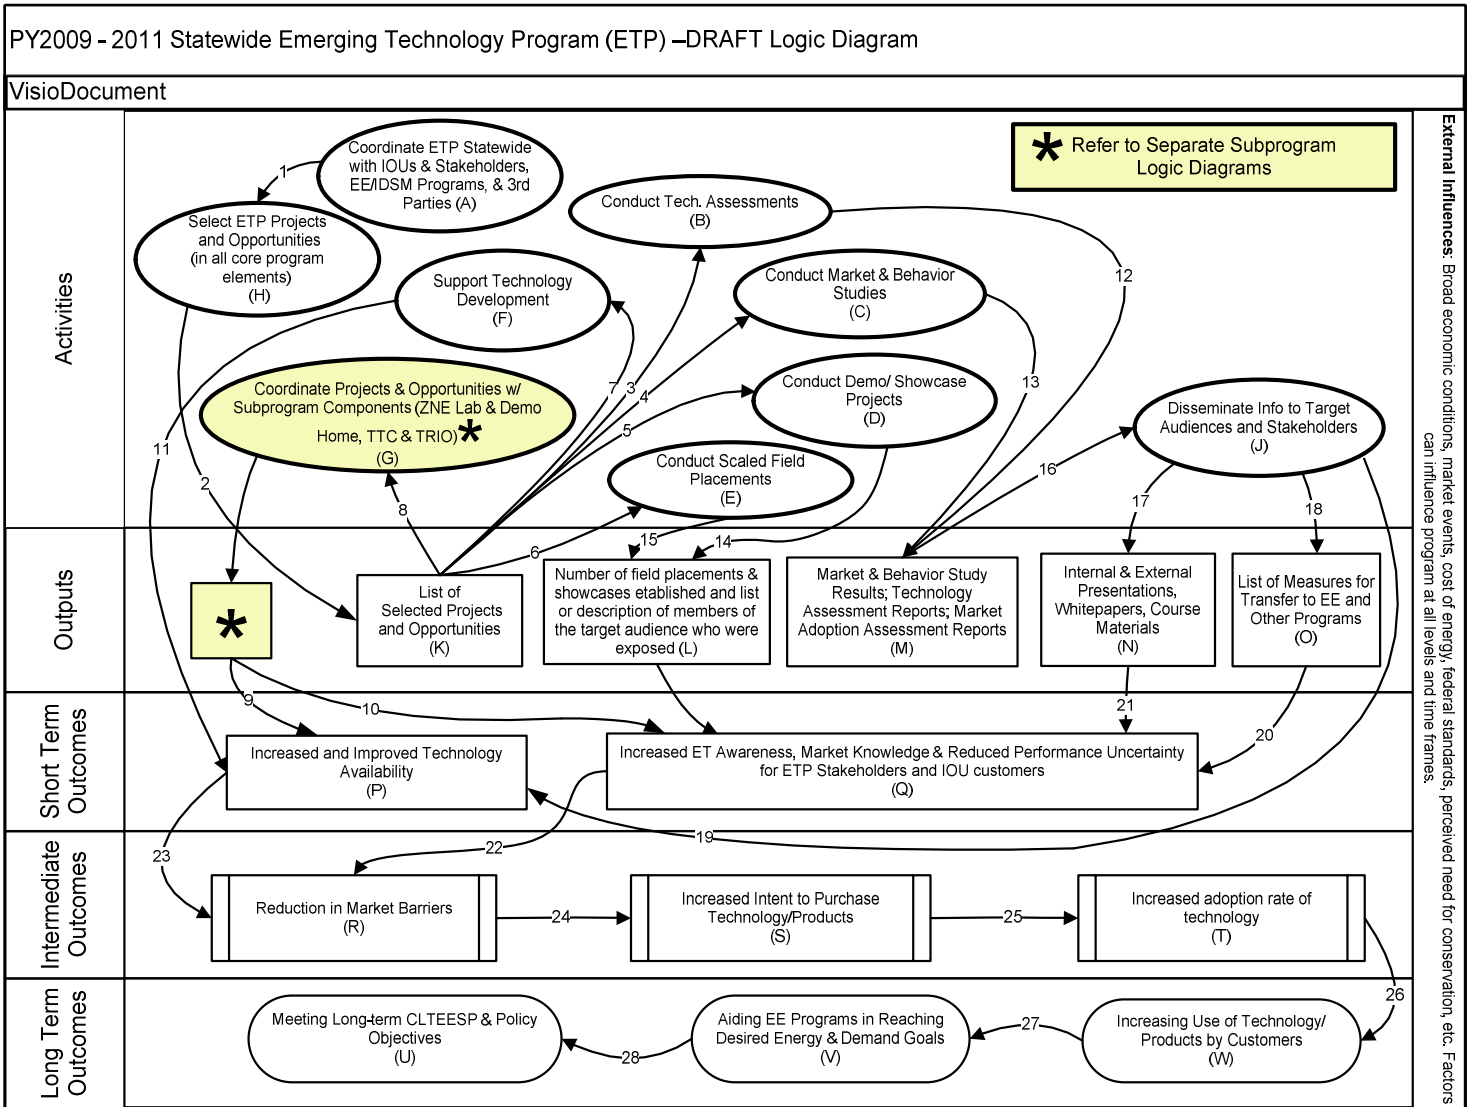 PY2009 - 2011 Statewide Emerging Technology Program (ETP) –DRAFT Logic Diagram
VisioDocument
Activities
Coordinate ETP Statewide
with IOUs & Stakeholders,
EE/IDSM Programs, & 3rd
Parties (A)
1
Select ETP Projects
and Opportunities
(in all core program
elements)
(H)
Conduct Tech. Assessments
(B)
* Refer to Separate Subprogram
Logic Diagrams
Support Technology
Development
(F)
Conduct Market & Behavior
Studies
(C)
12
Coordinate Projects & Opportunities w/
Subprogram Components (ZNE Lab & Demo
Home, TTC & TRIO) *
(G)
7
3
4
5
Conduct Demo/ Showcase
Projects
(D)
13
Disseminate Info to Target
Audiences and Stakeholders
(J)
11
2
8
Conduct Scaled Field
Placements
(E)
16
17
18
Outputs
6
15
14
*
List of
Selected Projects
and Opportunities
(K)
Number of field placements &
showcases etablished and list
or description of members of
the target audience who were
exposed (L)
Market & Behavior Study
Results; Technology
Assessment Reports; Market
Adoption Assessment Reports
(M)
Internal & External
Presentations,
Whitepapers, Course
Materials
(N)
List of Measures for
Transfer to EE and
Other Programs
(O)
Short Term
Outcomes
9
10
21
20
Increased and Improved Technology
Availability
(P)
Increased ET Awareness, Market Knowledge & Reduced Performance Uncertainty
for ETP Stakeholders and IOU customers
(Q)
Intermediate
Outcomes
19
22
23
Reduction in Market Barriers
(R)
24
Increased Intent to Purchase
Technology/Products
(S)
25
Increased adoption rate of
technology
(T)
Long Term
Outcomes
26
Meeting Long-term CLTEESP & Policy
Objectives
(U)
28
Aiding EE Programs in Reaching
Desired Energy & Demand Goals
(V)
27
Increasing Use of Technology/
Products by Customers
(W)
External Influences: Broad economic conditions, market events, cost of energy, federal standards, perceived need for conservation, etc. Factors
can influence program at all levels and time frames.